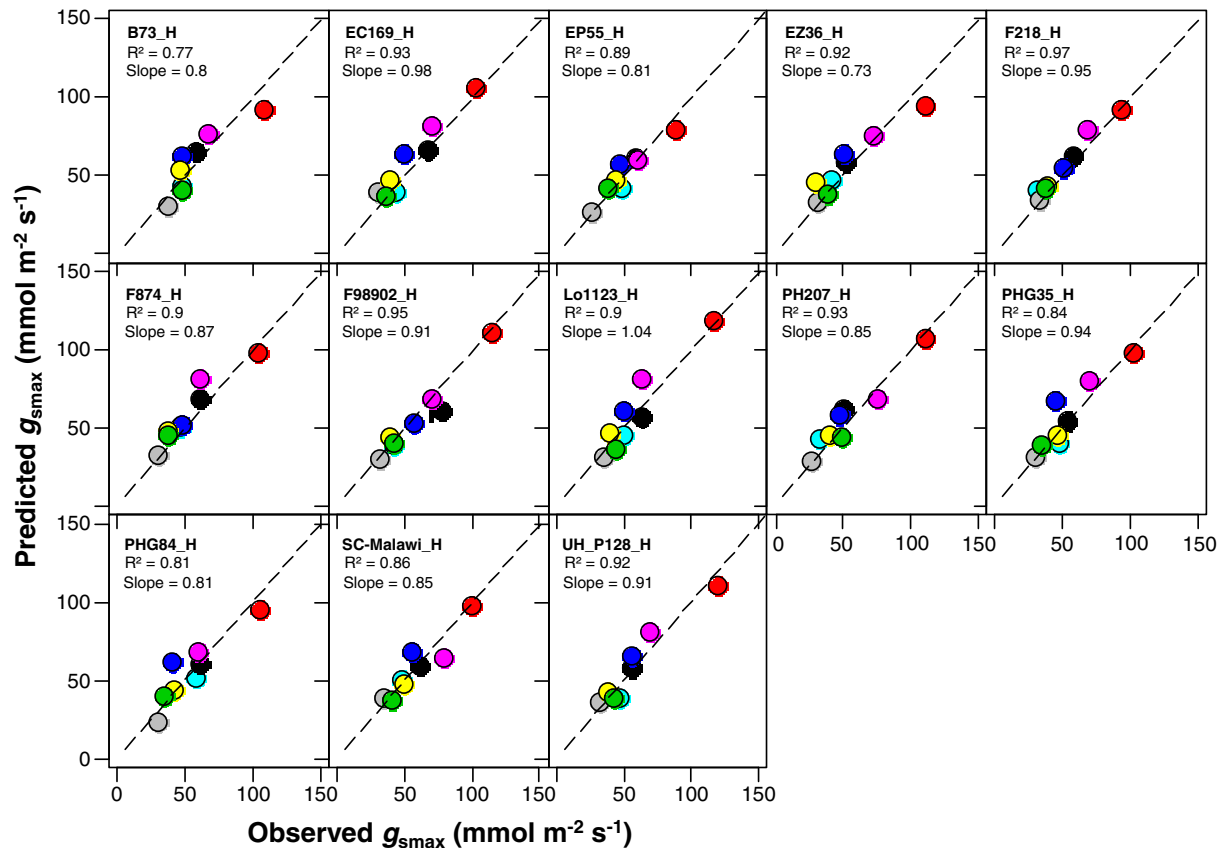 B73_H
R² = 0.77
Slope = 0.8
EC169_H
R² = 0.93
Slope = 0.98
EP55_H
R² = 0.89
Slope = 0.81
EZ36_H
R² = 0.92
Slope = 0.73
F218_H
R² = 0.97
Slope = 0.95
150
100
50
0
F874_H
R² = 0.9
Slope = 0.87
F98902_H
R² = 0.95
Slope = 0.91
Lo1123_H
R² = 0.9
Slope = 1.04
PH207_H
R² = 0.93
Slope = 0.85
PHG35_H
R² = 0.84
Slope = 0.94
150
100
50
0
0 50 100 150
0 50 100 150
PHG84_H
R² = 0.81
Slope = 0.81
SC-Malawi_H
R² = 0.86
Slope = 0.85
UH_P128_H
R² = 0.92
Slope = 0.91
150
100
50
0
0 50 100 150
50 100 150
0 50 100 150
Predicted gsmax (mmol m⁻² s⁻¹)
Observed gsmax (mmol m⁻² s⁻¹)